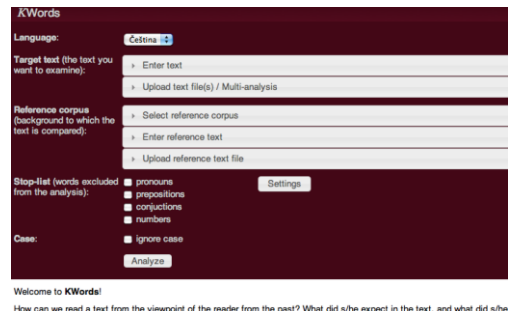 KWords
Language: Čeština
Target text (the text you
want to examine):
Enter text
Upload text file(s) / Multi-analysis
Reference corpus
(background to which the
text is compared):
Select reference corpus
Enter reference text
Upload reference text file
Stop-list (words excluded
from the analysis):
pronouns
prepositions
conjuctions
numbers
Settings
Case: ignore case
Analyze
Welcome to KWords!
How can we read a text from the viewpoint of the reader from the past? What did s/he expect in the text, and what did s/he